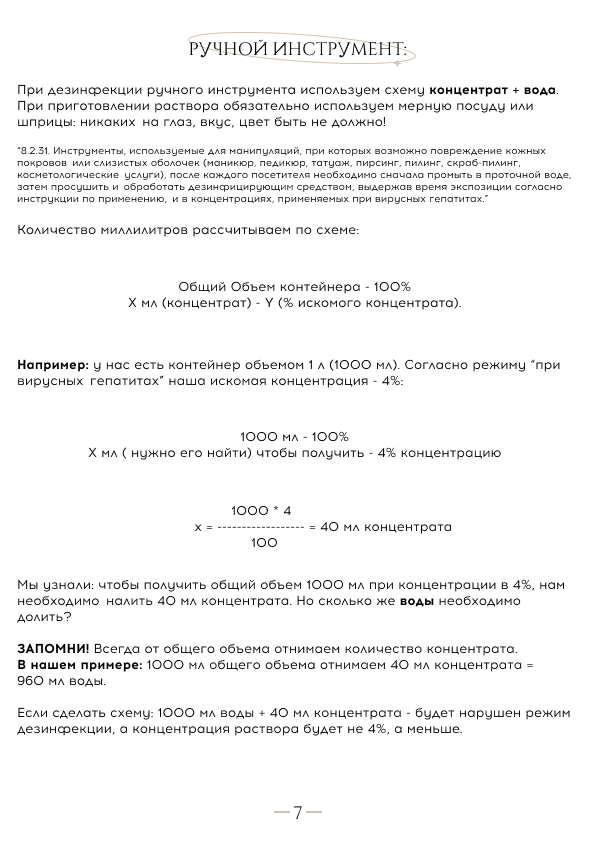 РУЧНОЙ ИНСТРУМЕНТ:
При дезинфекции ручного инструмента используем схему концентрат + вода.
При приготовлении раствора обязательно используем мерную посуду или
шприцы: никаких на глаз, вкус, цвет быть не должно!
"8.2.31. Инструменты, используемые для манипуляций, при которых возможно повреждение кожных
покровов или слизистых оболочек (маникюр, педикюр, татуаж, пирсинг, пилинг, скраб-пилинг,
косметологические услуги), после каждого посетителя необходимо сначала промыть в проточной воде,
затем просушить и обработать дезинфицирующим средством, выдержав время экспозиции согласно
инструкции по применению, и в концентрациях, применяемых при вирусных гепатитах."
Количество миллилитров рассчитываем по схеме:
Общий Объем контейнера - 100%
Х мл (концентрат) - Y (% искомого концентрата).
Например: у нас есть контейнер объемом 1 л (1000 мл). Согласно режиму "при
вирусных гепатитах" наша искомая концентрация - 4%:
1000 мл - 100%
Х мл ( нужно его найти) чтобы получить - 4% концентрацию
1000 * 4
х = ------------------ = 40 мл концентрата
100
Мы узнали: чтобы получить общий объем 1000 мл при концентрации в 4%, нам
необходимо налить 40 мл концентрата. Но сколько же воды необходимо
долить?
ЗАПОМНИ! Всегда от общего объема отнимаем количество концентрата.
В нашем примере: 1000 мл общего объема отнимаем 40 мл концентрата =
960 мл воды.
Если сделать схему: 1000 мл воды + 40 мл концентрата - будет нарушен режим
дезинфекции, а концентрация раствора будет не 4%, а меньше.
— 7 —